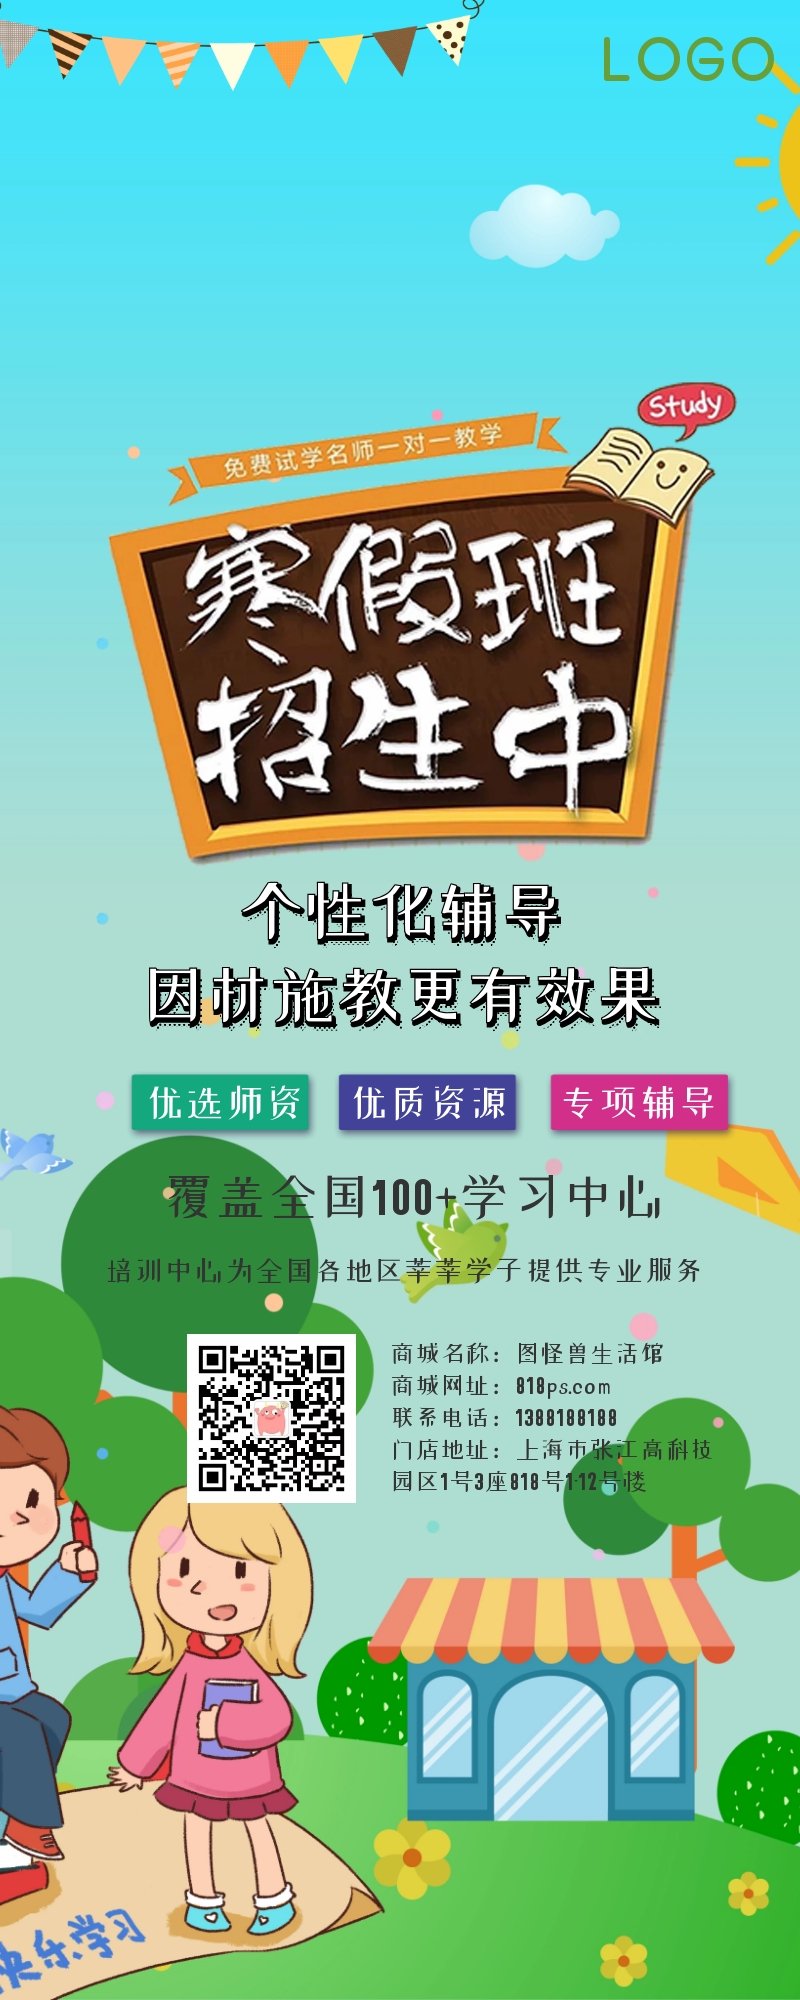 LOGO
Study
免费试学名师一对一教学
寒假班
招生中
个性化辅导
因材施教更有效果
优选师资 优质资源 专项辅导
覆盖全国100+学习中心
培训中心为全国各地区莘莘学子提供专业服务
商城名称：图怪兽生活馆
商城网址：818ps.com
联系电话：1388188188
门店地址：上海市张江高科技
园区1号3座818号1-12号楼
快乐学习